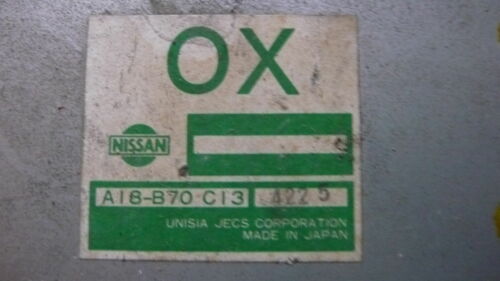 OX
NISSAN
A18-B70 C13 422 5
UNISIA JECS CORPORATION
MADE IN JAPAN